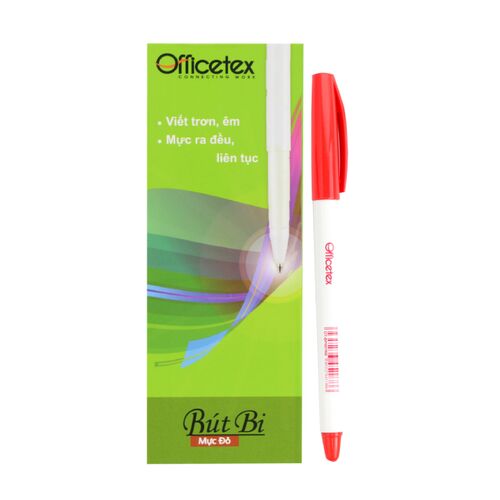 Officetex
CONNECTING WORK
• Viết trơn, êm
• Mực ra đều,
liên tục
Bút Bi
Mực Đỏ
Officetex